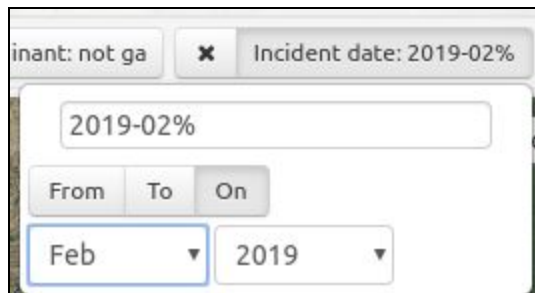 inant: not ga ✖ Incident date: 2019-02%
2019-02%
From To On
Feb ▼ 2019 ▼